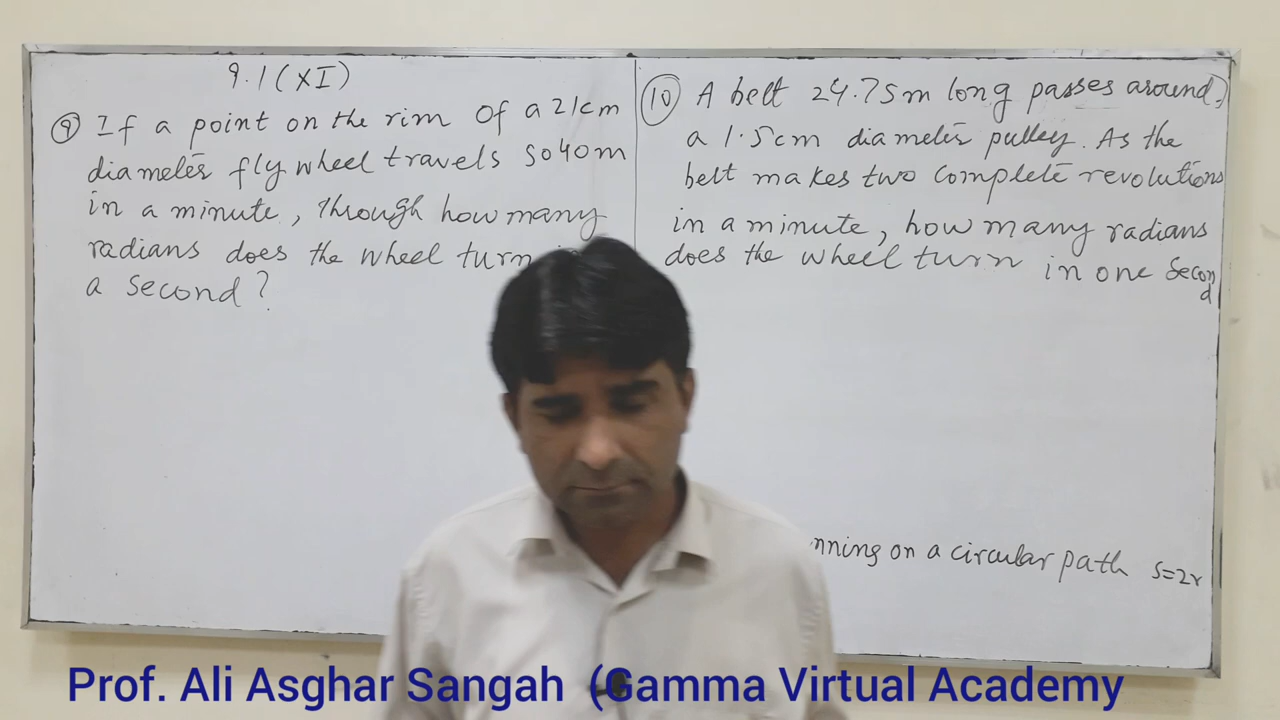 9.1 (XI)
⑨ If a point on the rim of a 21cm
diameter fly wheel travels 5040m
in a minute, through how many
radians does the wheel turn
a second?
⑩ A belt 24.75m long passes around
a 1.5cm diameter pulley. As the
belt makes two complete revolutions
in a minute, how many radians
does the wheel turn in one Second
nning on a circular path S=2r
Prof. Ali Asghar Sangah (Gamma Virtual Academy